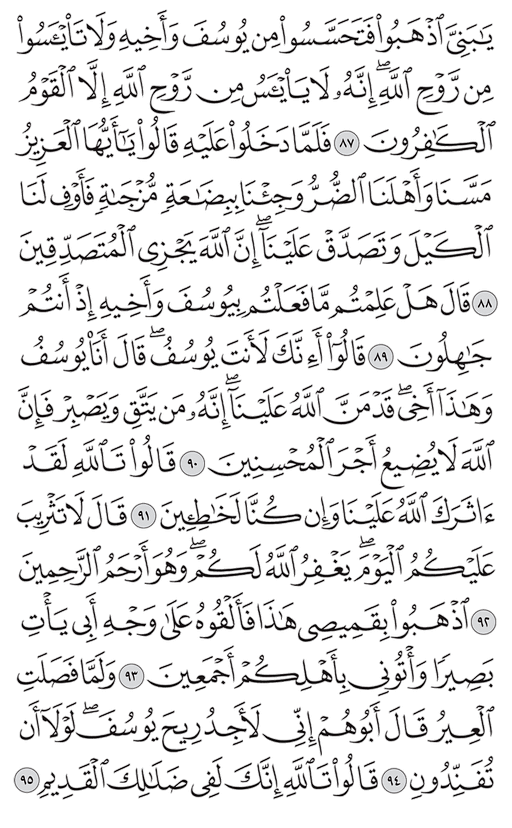 يَٰبَنِيَّ ٱذۡهَبُواْ فَتَحَسَّسُواْ مِن يُوسُفَ وَأَخِيهِ وَلَا تَاْيۡـَٔسُواْ
مِن رَّوۡحِ ٱللَّهِۖ إِنَّهُۥ لَا يَاْيۡـَٔسُ مِن رَّوۡحِ ٱللَّهِ إِلَّا ٱلۡقَوۡمُ
ٱلۡكَٰفِرُونَ ٨٧ فَلَمَّا دَخَلُواْ عَلَيۡهِ قَالُواْ يَٰٓأَيُّهَا ٱلۡعَزِيزُ
مَسَّنَا وَأَهۡلَنَا ٱلضُّرُّ وَجِئۡنَا بِبِضَٰعَةٖ مُّزۡجَىٰةٖ فَأَوۡفِ لَنَا
ٱلۡكَيۡلَ وَتَصَدَّقۡ عَلَيۡنَآۖ إِنَّ ٱللَّهَ يَجۡزِي ٱلۡمُتَصَدِّقِينَ
٨٨ قَالَ هَلۡ عَلِمۡتُم مَّا فَعَلۡتُم بِيُوسُفَ وَأَخِيهِ إِذۡ أَنتُمۡ
جَٰهِلُونَ ٨٩ قَالُوٓاْ أَءِنَّكَ لَأَنتَ يُوسُفُۖ قَالَ أَنَا۠ يُوسُفُ
وَهَٰذَآ أَخِيۖ قَدۡ مَنَّ ٱللَّهُ عَلَيۡنَآۖ إِنَّهُۥ مَن يَتَّقِ وَيَصۡبِرۡ فَإِنَّ
ٱللَّهَ لَا يُضِيعُ أَجۡرَ ٱلۡمُحۡسِنِينَ ٩٠ قَالُواْ تَٱللَّهِ لَقَدۡ
ءَاثَرَكَ ٱللَّهُ عَلَيۡنَا وَإِن كُنَّا لَخَٰطِـِٔينَ ٩١ قَالَ لَا تَثۡرِيبَ
عَلَيۡكُمُ ٱلۡيَوۡمَۖ يَغۡفِرُ ٱللَّهُ لَكُمۡۖ وَهُوَ أَرۡحَمُ ٱلرَّٰحِمِينَ
٩٢ ٱذۡهَبُواْ بِقَمِيصِي هَٰذَا فَأَلۡقُوهُ عَلَىٰ وَجۡهِ أَبِي يَأۡتِ
بَصِيرٗا وَأۡتُونِي بِأَهۡلِكُمۡ أَجۡمَعِينَ ٩٣ وَلَمَّا فَصَلَتِ
ٱلۡعِيرُ قَالَ أَبُوهُمۡ إِنِّي لَأَجِدُ رِيحَ يُوسُفَۖ لَوۡلَآ أَن
تُفَنِّدُونِ ٩٤ قَالُواْ تَٱللَّهِ إِنَّكَ لَفِي ضَلَٰلِكَ ٱلۡقَدِيمِ ٩٥